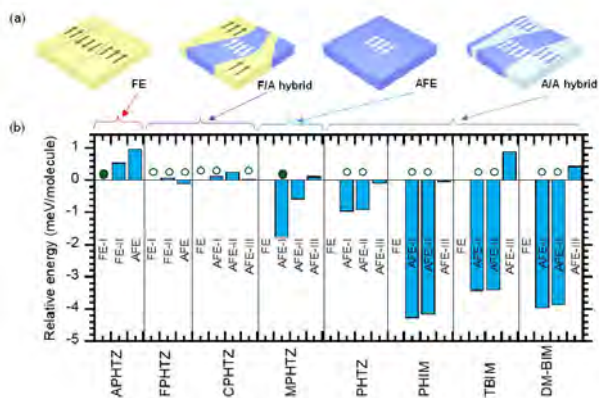 (a)
FE
F/A hybrid
AFE
A/A hybrid
(b)
Relative energy (meV/molecule)
1
0
-1
-2
-3
-4
-5
FE-I
FE-II
AFE
FE-I
FE-II
AFE
FE
AFE-I
AFE-II
AFE-III
FE
AFE-I
AFE-II
AFE-III
FE
AFE-I
AFE-II
AFE-III
FE
AFE-I
AFE-II
AFE-III
FE
AFE-I
AFE-II
AFE-III
FE
AFE-I
AFE-II
AFE-III
APHTZ
FPHTZ
CPHTZ
MPHTZ
PHTZ
PHIM
TBIM
DM-BIM